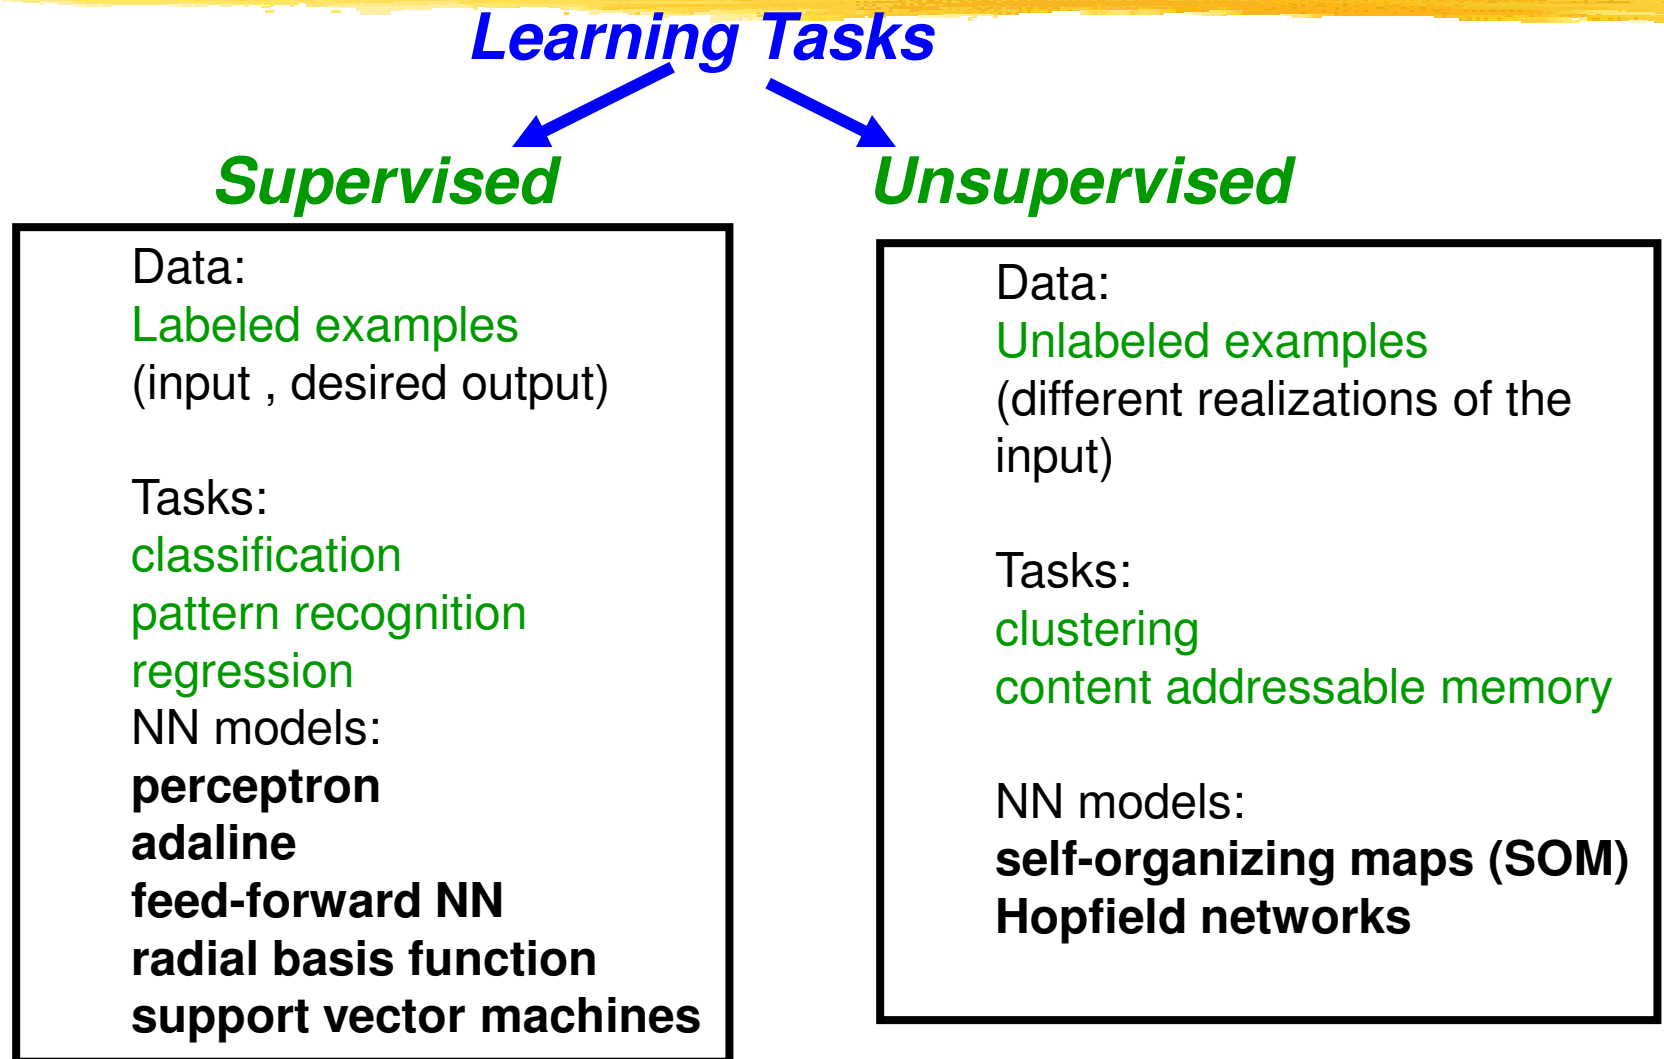 Learning Tasks
Supervised
Unsupervised
Data:
Labeled examples
(input , desired output)
Tasks:
classification
pattern recognition
regression
NN models:
perceptron
adaline
feed-forward NN
radial basis function
support vector machines
Data:
Unlabeled examples
(different realizations of the
input)
Tasks:
clustering
content addressable memory
NN models:
self-organizing maps (SOM)
Hopfield networks